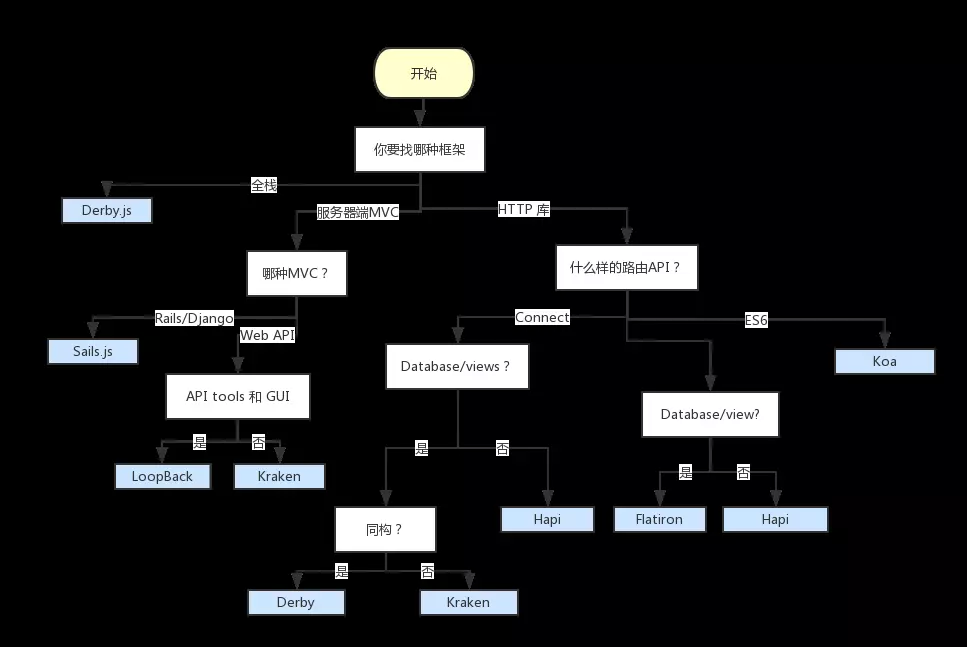 开始
你要找哪种框架
全栈
Derby.js
服务器端MVC
HTTP 库
哪种MVC？
什么样的路由API？
Rails/Django
Web API
Connect
ES6
Sails.js
Database/views？
Koa
API tools 和 GUI
Database/view?
是
否
是
否
LoopBack
Kraken
是
否
同构？
Hapi
Flatiron
Hapi
是
否
Derby
Kraken